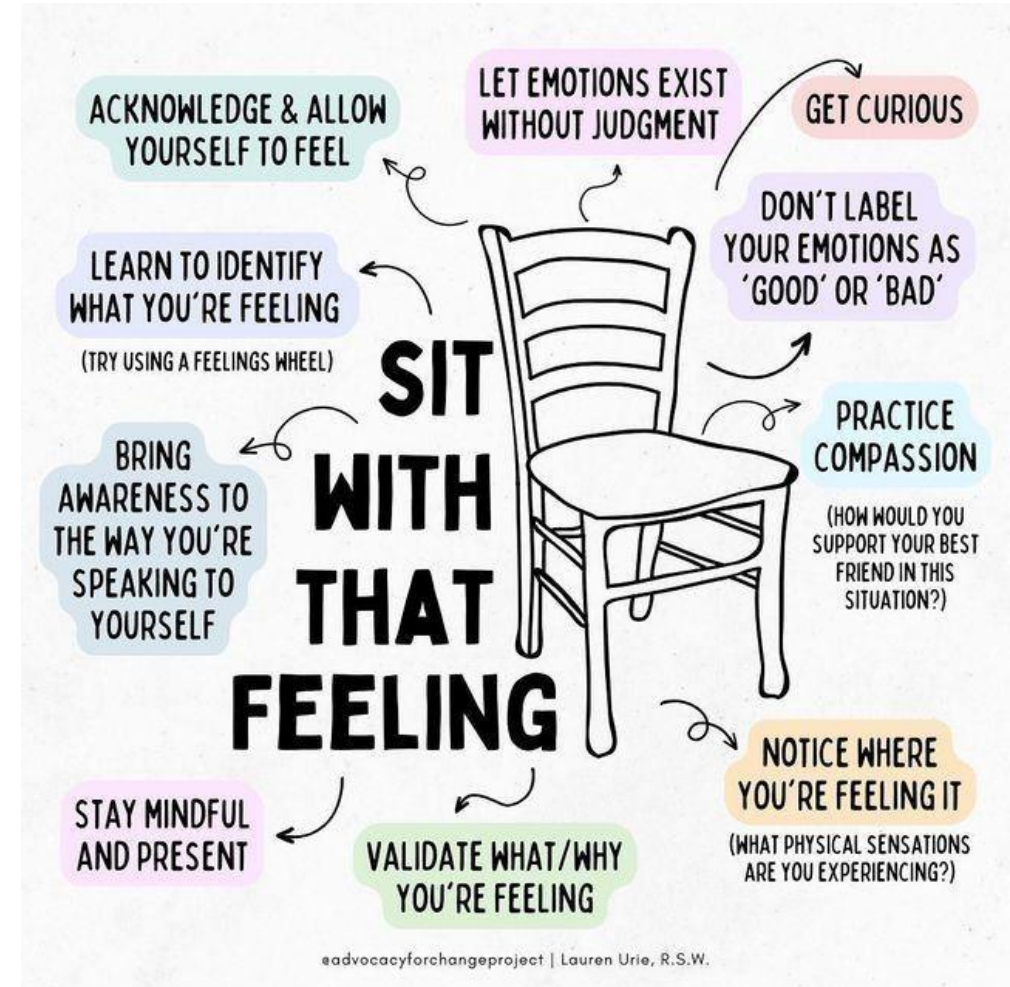 ACKNOWLEDGE & ALLOW
YOURSELF TO FEEL
LET EMOTIONS EXIST
WITHOUT JUDGMENT
GET CURIOUS
DON'T LABEL
YOUR EMOTIONS AS
'GOOD' OR 'BAD'
LEARN TO IDENTIFY
WHAT YOU'RE FEELING
(TRY USING A FEELINGS WHEEL)
SIT
WITH
THAT
FEELING
PRACTICE
COMPASSION
(HOW WOULD YOU
SUPPORT YOUR BEST
FRIEND IN THIS
SITUATION?)
BRING
AWARENESS TO
THE WAY YOU'RE
SPEAKING TO
YOURSELF
NOTICE WHERE
YOU'RE FEELING IT
(WHAT PHYSICAL SENSATIONS
ARE YOU EXPERIENCING?)
STAY MINDFUL
AND PRESENT
VALIDATE WHAT/WHY
YOU'RE FEELING
@advocacyforchangeproject | Lauren Urie, R.S.W.